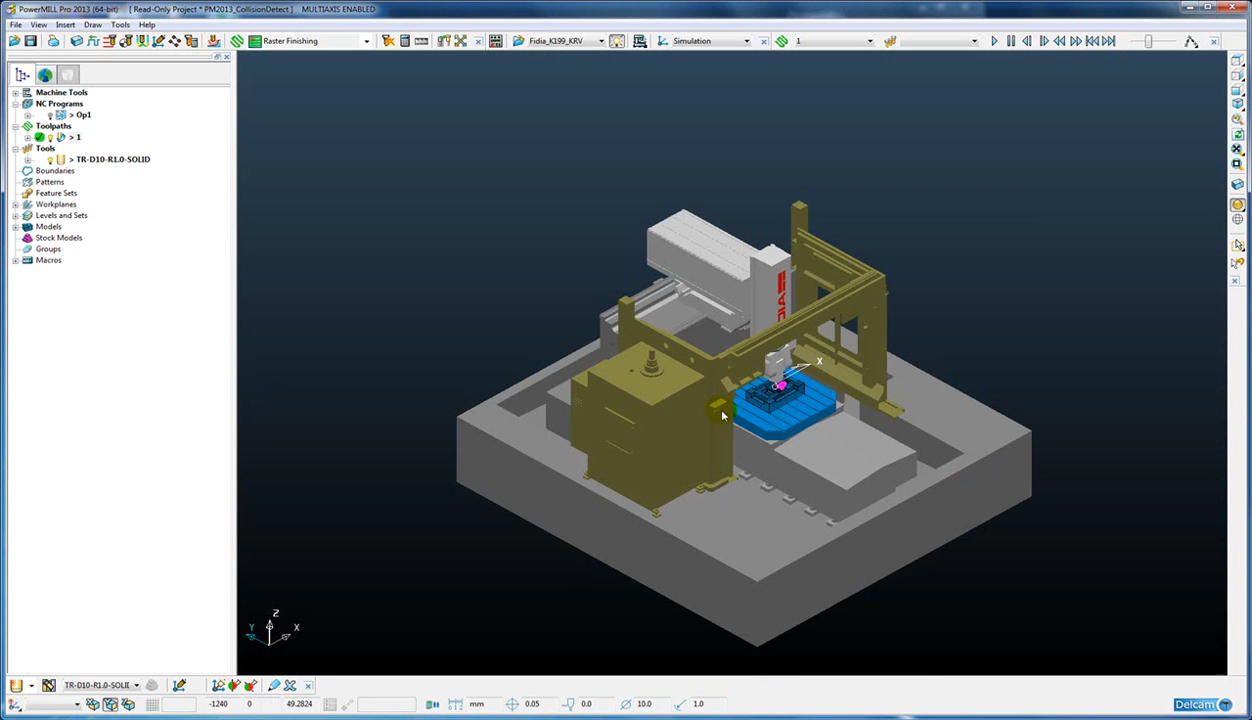 PowerMILL Pro 2013 (64-bit)    [ Read-Only Project * PM2013_CollisionDetect ]    MULTIAXIS ENABLED
File View Insert Draw Tools Help
Raster Finishing
Fidia_K199_KRV
Simulation
1
Machine Tools
NC Programs
> Op1
Toolpaths
> 1
Tools
> TR-D10-R1.0-SOLID
Boundaries
Patterns
Feature Sets
Workplanes
Levels and Sets
Models
Stock Models
Groups
Macros
X
Z
Y
X
TR-D10-R1.0-SOLI
-1240 0 49.2824 mm 0.05 0.0 10.0 1.0
Delcam